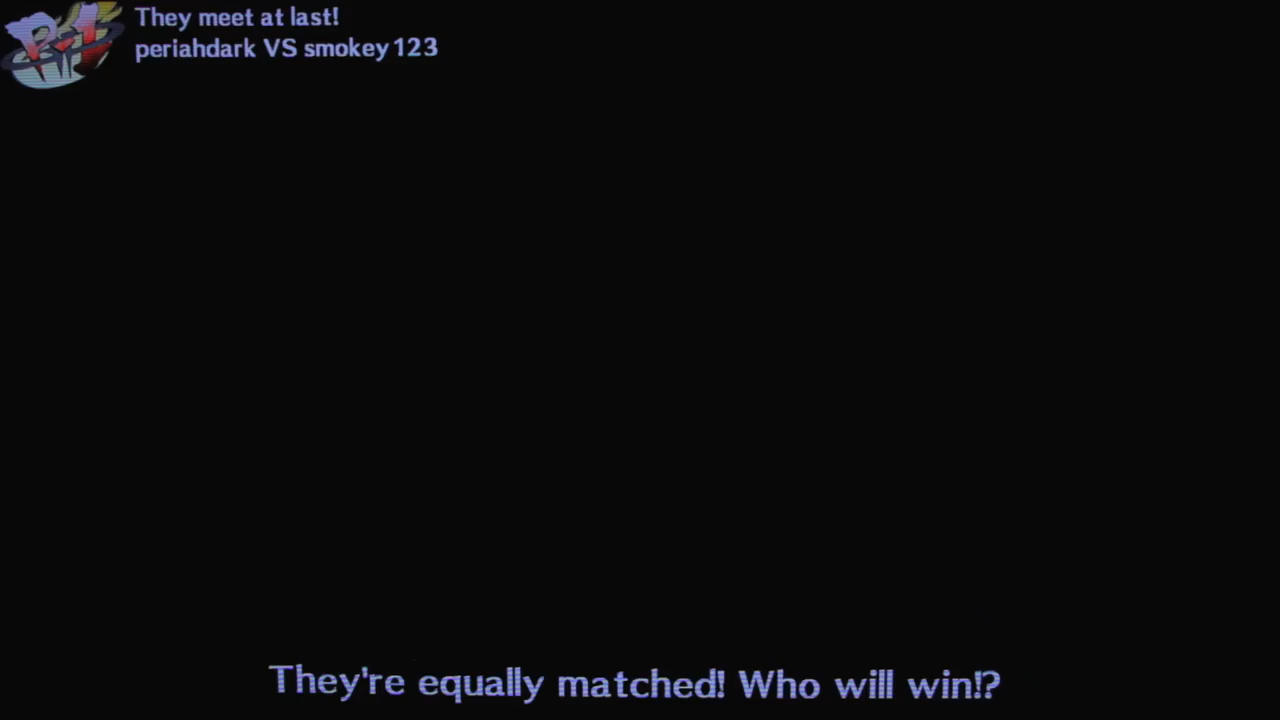 They meet at last!
periahdark VS smokey123
They're equally matched! Who will win!?